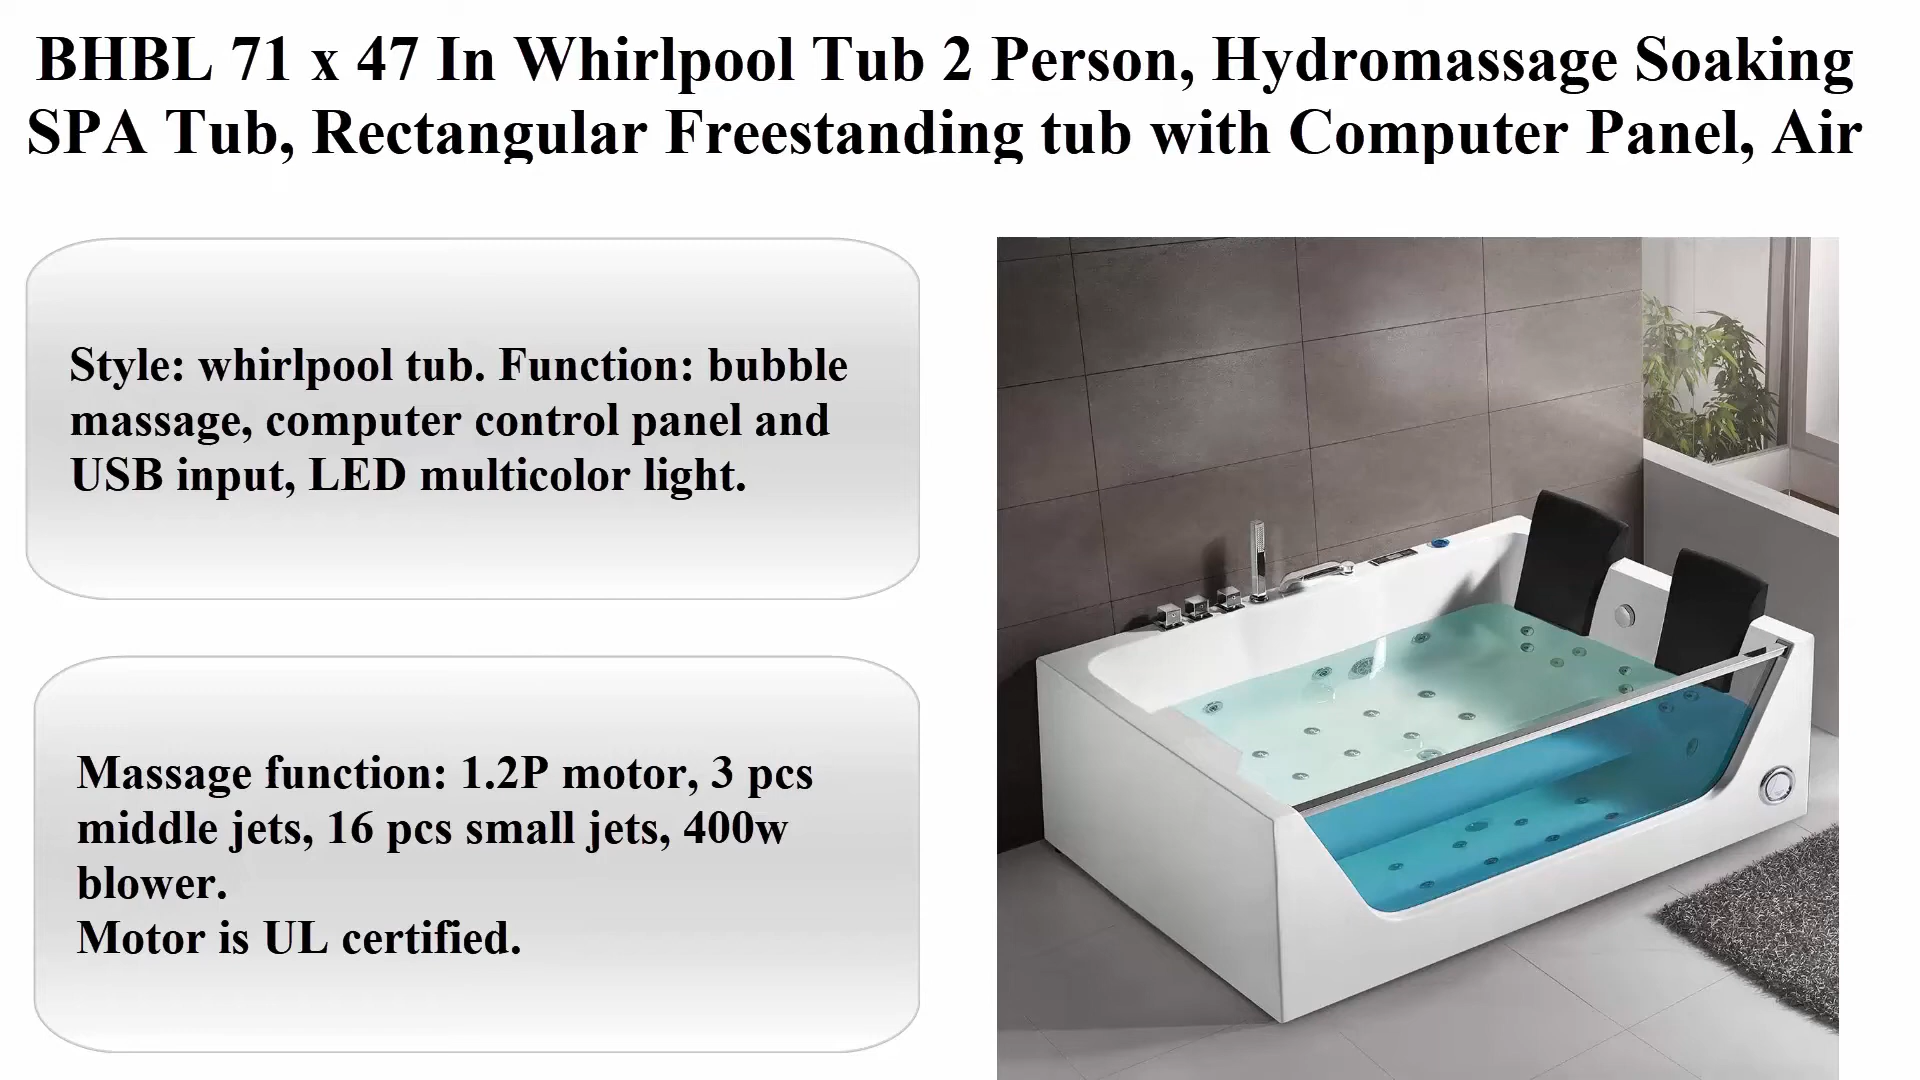 BHBL 71 x 47 In Whirlpool Tub 2 Person, Hydromassage Soaking
SPA Tub, Rectangular Freestanding tub with Computer Panel, Air
Style: whirlpool tub. Function: bubble
massage, computer control panel and
USB input, LED multicolor light.
Massage function: 1.2P motor, 3 pcs
middle jets, 16 pcs small jets, 400w
blower.
Motor is UL certified.